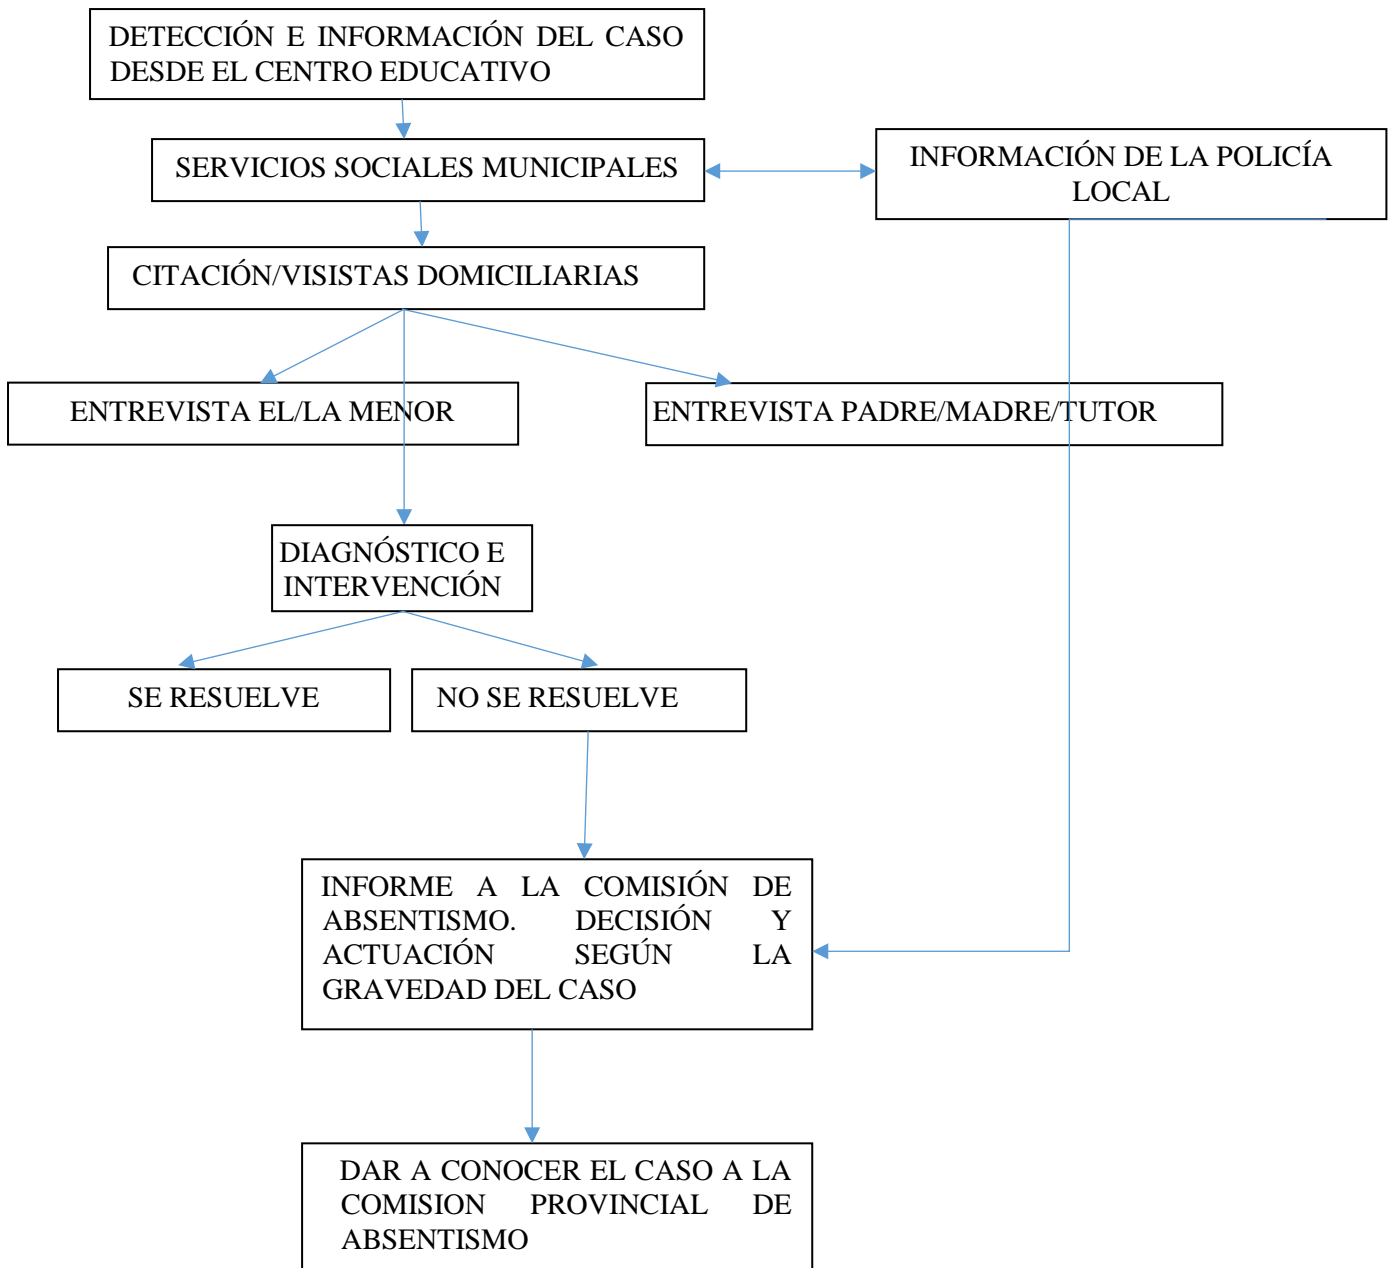 DETECCIÓN E INFORMACIÓN DEL CASO
DESDE EL CENTRO EDUCATIVO
SERVICIOS SOCIALES MUNICIPALES
INFORMACIÓN DE LA POLICÍA
LOCAL
CITACIÓN/VISISTAS DOMICILIARIAS
ENTREVISTA EL/LA MENOR
ENTREVISTA PADRE/MADRE/TUTOR
DIAGNÓSTICO E
INTERVENCIÓN
SE RESUELVE
NO SE RESUELVE
INFORME A LA COMISIÓN DE
ABSENTISMO. DECISIÓN Y
ACTUACIÓN SEGÚN LA
GRAVEDAD DEL CASO
DAR A CONOCER EL CASO A LA
COMISION PROVINCIAL DE
ABSENTISMO